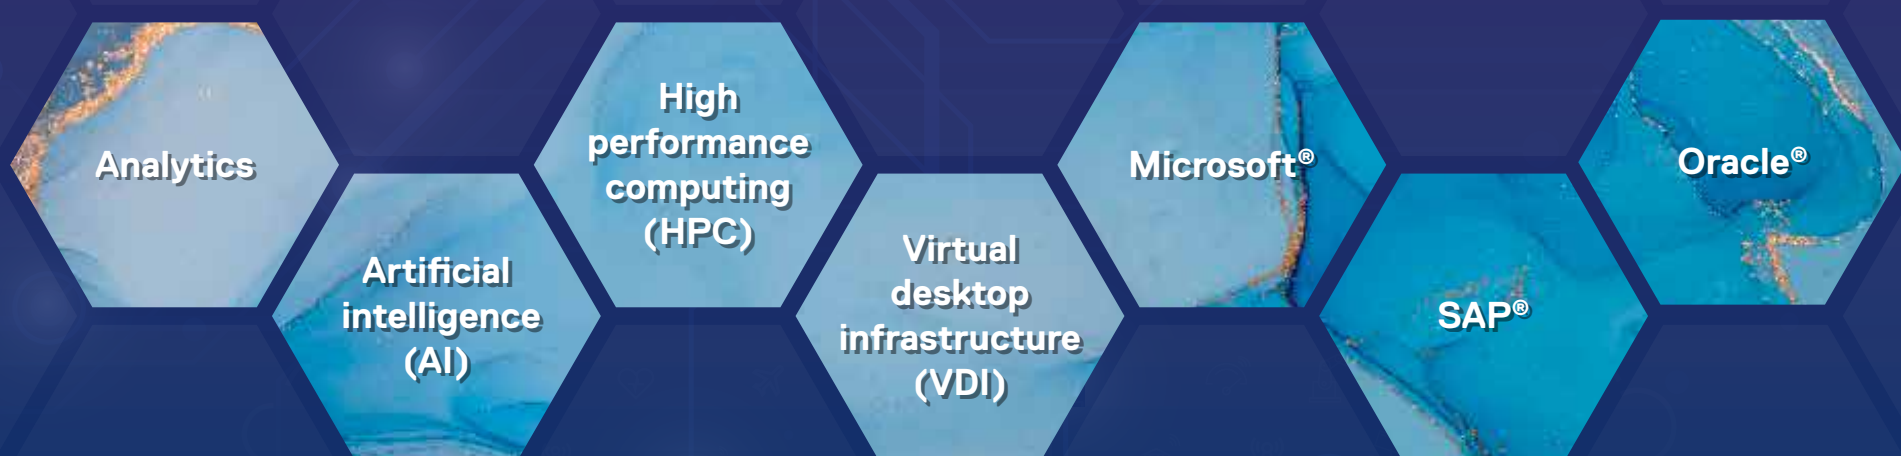 Analytics
Artificial
intelligence
(AI)
High
performance
computing
(HPC)
Virtual
desktop
infrastructure
(VDI)
Microsoft®
SAP®
Oracle®